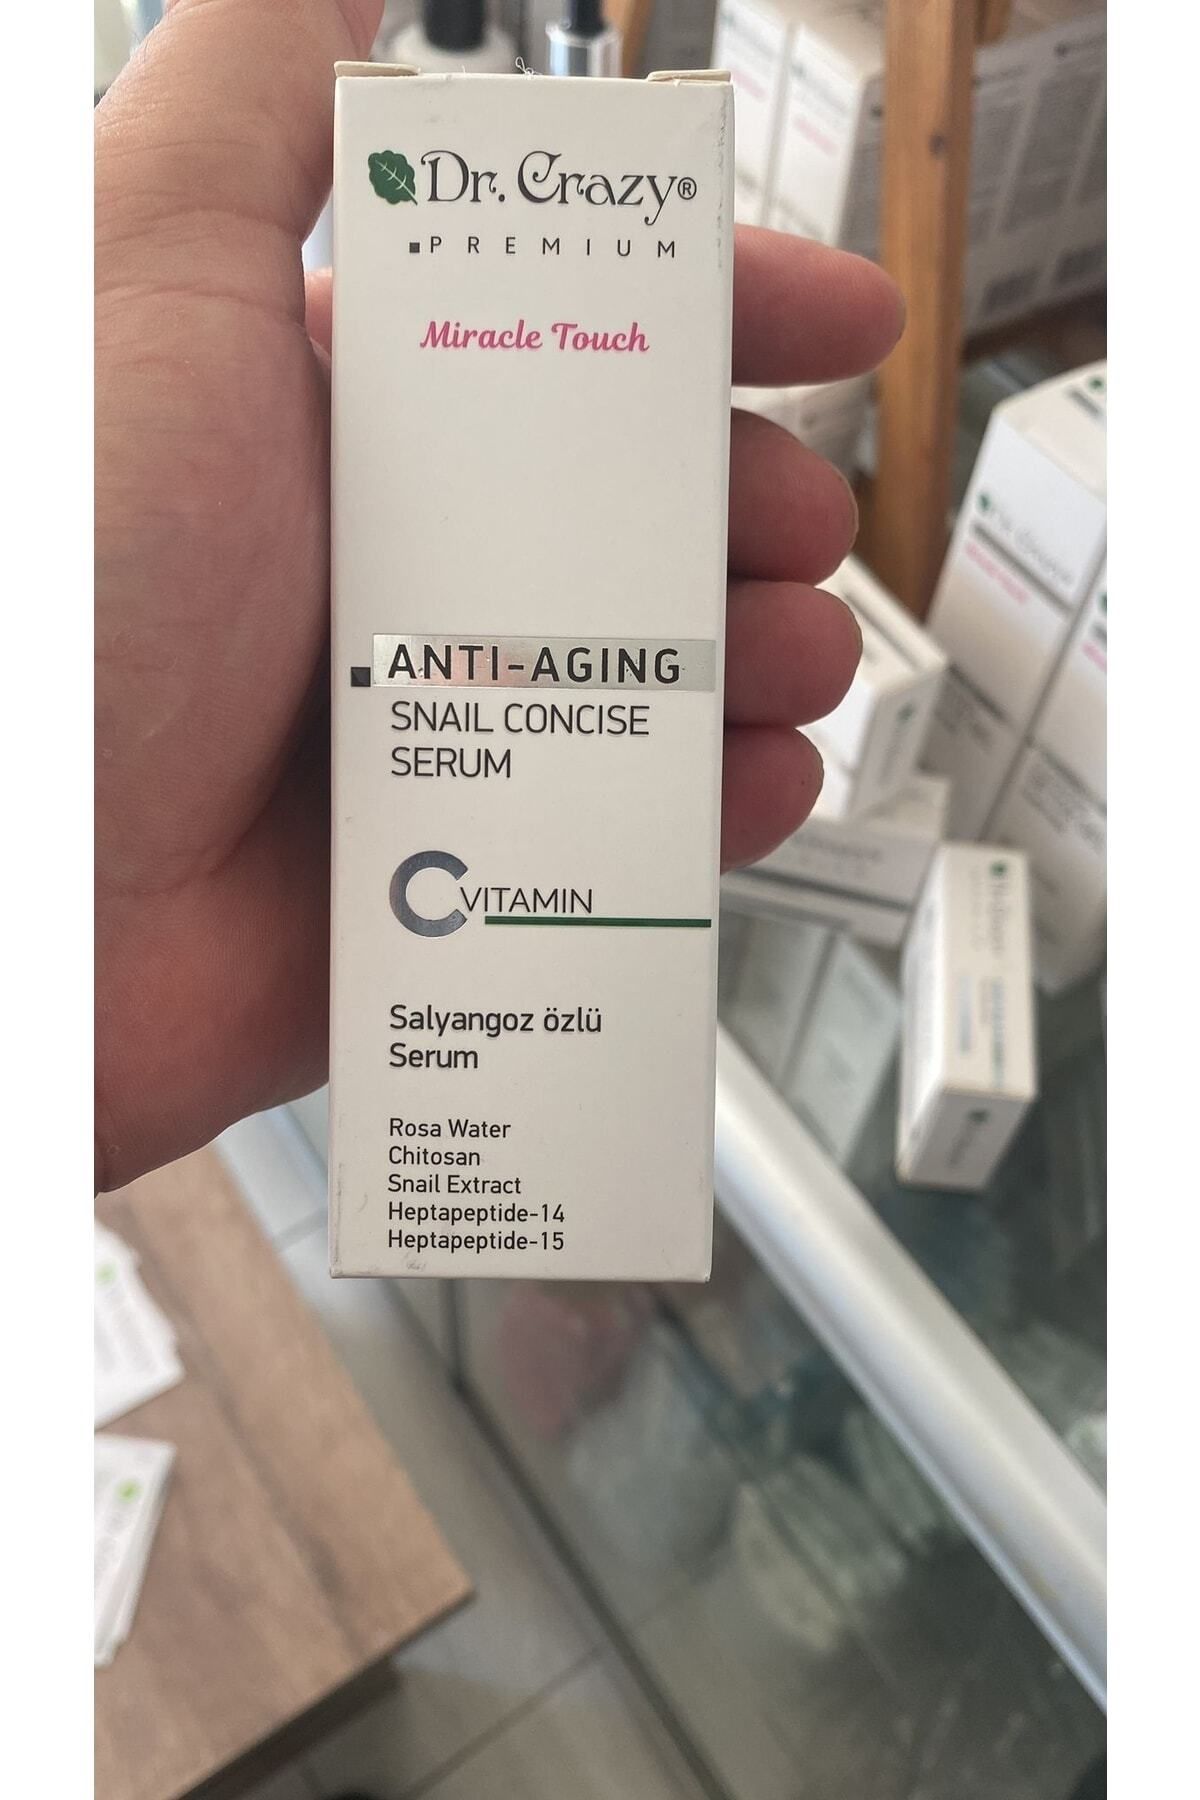 Dr. Crazy®
PREMIUM
Miracle Touch
ANTI-AGING
SNAIL CONCISE
SERUM
C VITAMIN
Salyangoz özlü
Serum
Rosa Water
Chitosan
Snail Extract
Heptapeptide-14
Heptapeptide-15